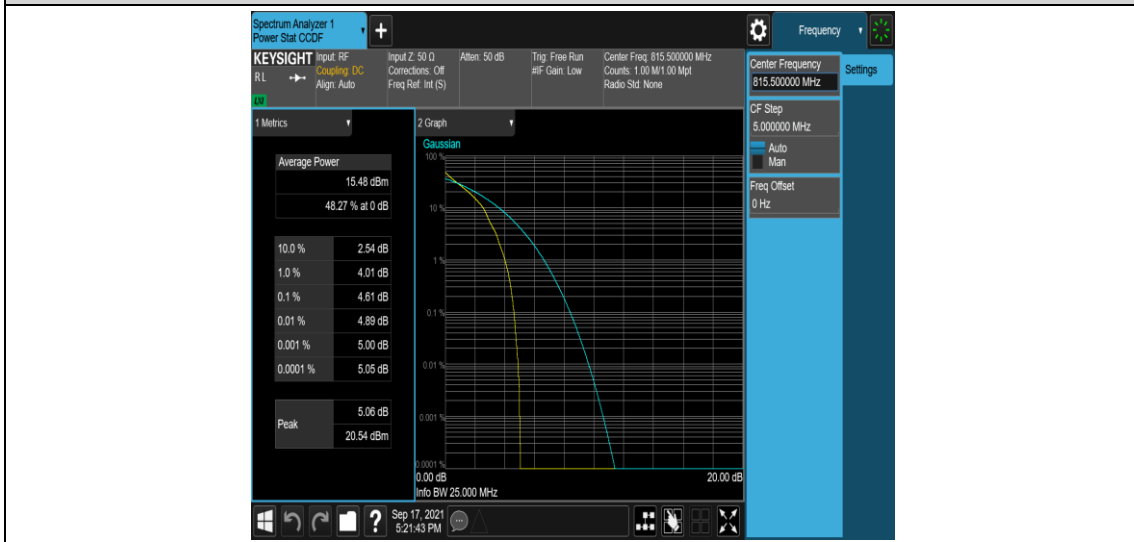 Spectrum Analyzer 1
Power Stat CCDF
+
Frequency
KEYSIGHT
RL
LXI
Input: RF
Coupling: DC
Align: Auto
Input Z: 50 Ω
Corrections: Off
Freq Ref: Int (S)
Atten: 50 dB
Trig: Free Run
#IF Gain: Low
Center Freq: 815.500000 MHz
Counts: 1.00 M/1.00 Mpt
Radio Std: None
Center Frequency
815.500000 MHz
Settings
CF Step
5.000000 MHz
Auto
Man
Freq Offset
0 Hz
1 Metrics
Average Power
15.48 dBm
48.27 % at 0 dB
10.0 % 2.54 dB
1.0 % 4.01 dB
0.1 % 4.61 dB
0.01 % 4.89 dB
0.001 % 5.00 dB
0.0001 % 5.05 dB
Peak
5.06 dB
20.54 dBm
2 Graph
Gaussian
100 %
10 %
1 %
0.1 %
0.01 %
0.001 %
0.0001 %
0.00 dB 20.00 dB
Info BW 25.000 MHz
?
Sep 17, 2021
5:21:43 PM